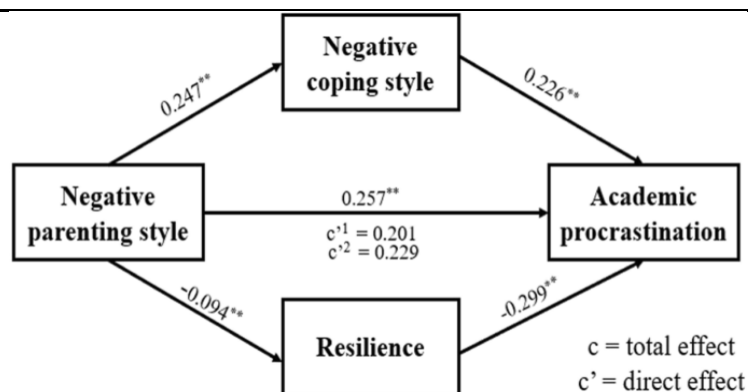 Negative
coping style
0.247**
0.226**
Negative
parenting style
0.257**
c'1 = 0.201
c'2 = 0.229
Academic
procrastination
-0.094**
-0.299**
Resilience
c = total effect
c' = direct effect